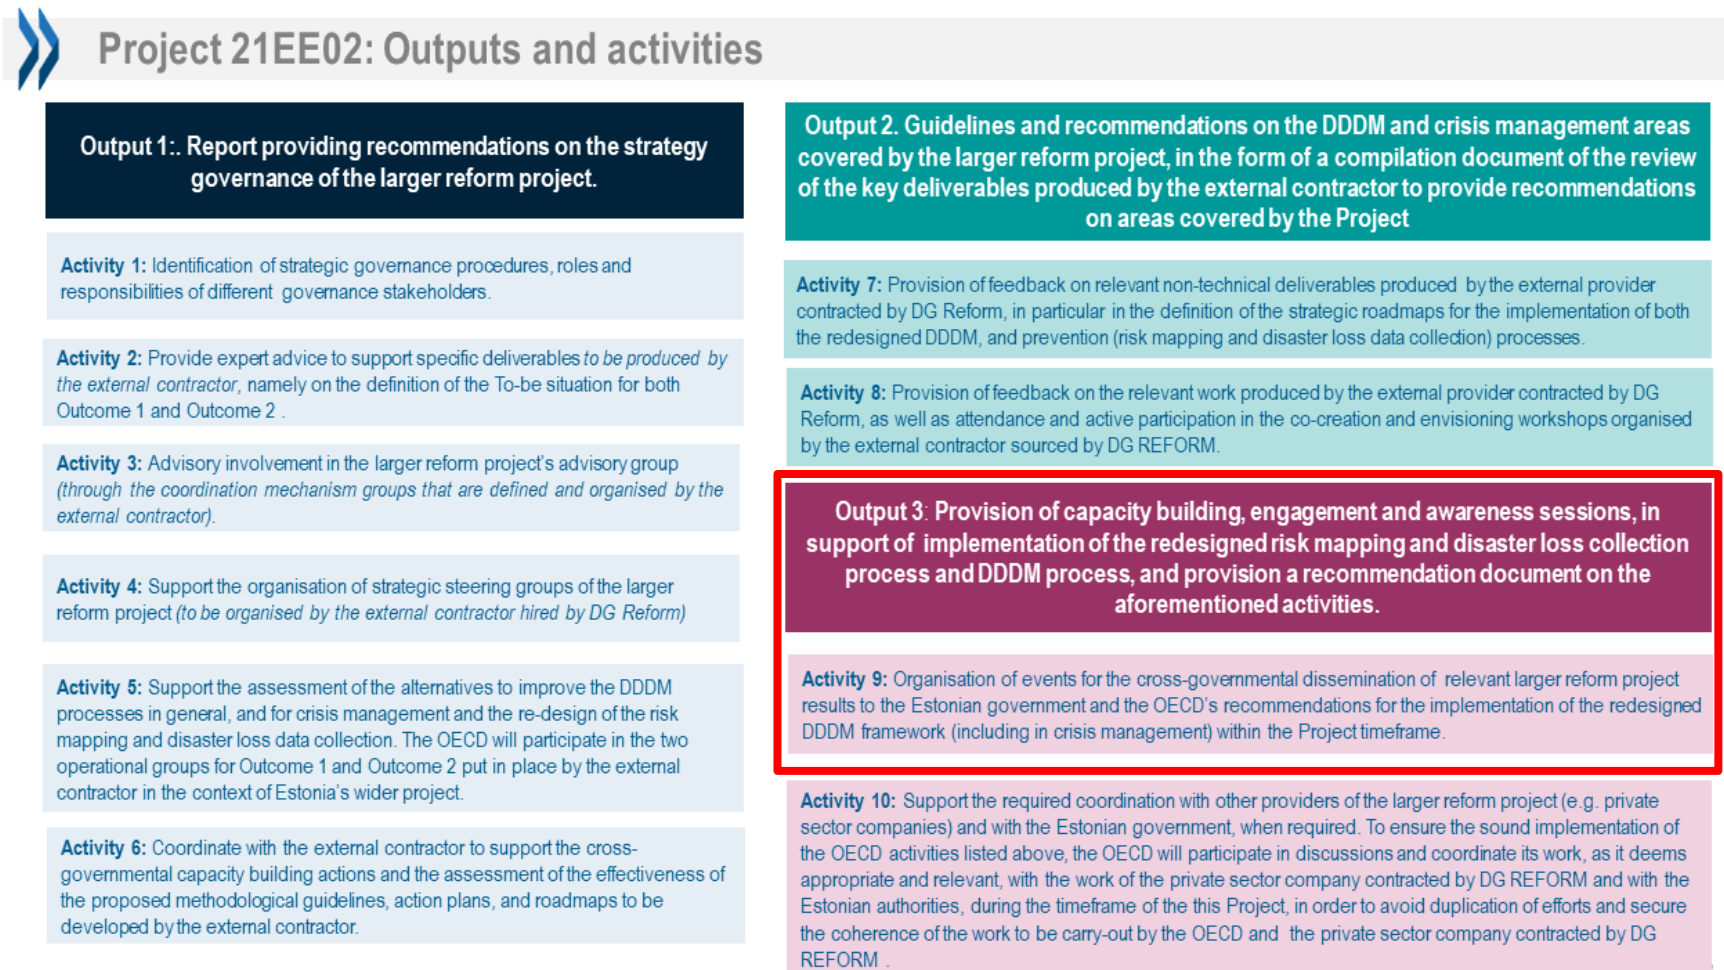 Project 21EE02: Outputs and activities
Output 1:. Report providing recommendations on the strategy
governance of the larger reform project.
Activity 1: Identification of strategic governance procedures, roles and
responsibilities of different governance stakeholders.
Activity 2: Provide expert advice to support specific deliverables to be produced by
the external contractor, namely on the definition of the To-be situation for both
Outcome 1 and Outcome 2 .
Activity 3: Advisory involvement in the larger reform project's advisory group
(through the coordination mechanism groups that are defined and organised by the
external contractor).
Activity 4: Support the organisation of strategic steering groups of the larger
reform project (to be organised by the external contractor hired by DG Reform)
Activity 5: Support the assessment of the alternatives to improve the DDDM
processes in general, and for crisis management and the re-design of the risk
mapping and disaster loss data collection. The OECD will participate in the two
operational groups for Outcome 1 and Outcome 2 put in place by the external
contractor in the context of Estonia's wider project.
Activity 6: Coordinate with the external contractor to support the cross-
governmental capacity building actions and the assessment of the effectiveness of
the proposed methodological guidelines, action plans, and roadmaps to be
developed by the external contractor.
Output 2. Guidelines and recommendations on the DDDM and crisis management areas
covered by the larger reform project, in the form of a compilation document of the review
of the key deliverables produced by the external contractor to provide recommendations
on areas covered by the Project
Activity 7: Provision of feedback on relevant non-technical deliverables produced by the external provider
contracted by DG Reform, in particular in the definition of the strategic roadmaps for the implementation of both
the redesigned DDDM, and prevention (risk mapping and disaster loss data collection) processes.
Activity 8: Provision of feedback on the relevant work produced by the external provider contracted by DG
Reform, as well as attendance and active participation in the co-creation and envisioning workshops organised
by the external contractor sourced by DG REFORM.
Output 3: Provision of capacity building, engagement and awareness sessions, in
support of implementation of the redesigned risk mapping and disaster loss collection
process and DDDM process, and provision a recommendation document on the
aforementioned activities.
Activity 9: Organisation of events for the cross-governmental dissemination of relevant larger reform project
results to the Estonian government and the OECD's recommendations for the implementation of the redesigned
DDDM framework (including in crisis management) within the Project timeframe.
Activity 10: Support the required coordination with other providers of the larger reform project (e.g. private
sector companies) and with the Estonian government, when required. To ensure the sound implementation of
the OECD activities listed above, the OECD will participate in discussions and coordinate its work, as it deems
appropriate and relevant, with the work of the private sector company contracted by DG REFORM and with the
Estonian authorities, during the timeframe of the this Project, in order to avoid duplication of efforts and secure
the coherence of the work to be carry-out by the OECD and the private sector company contracted by DG
REFORM .